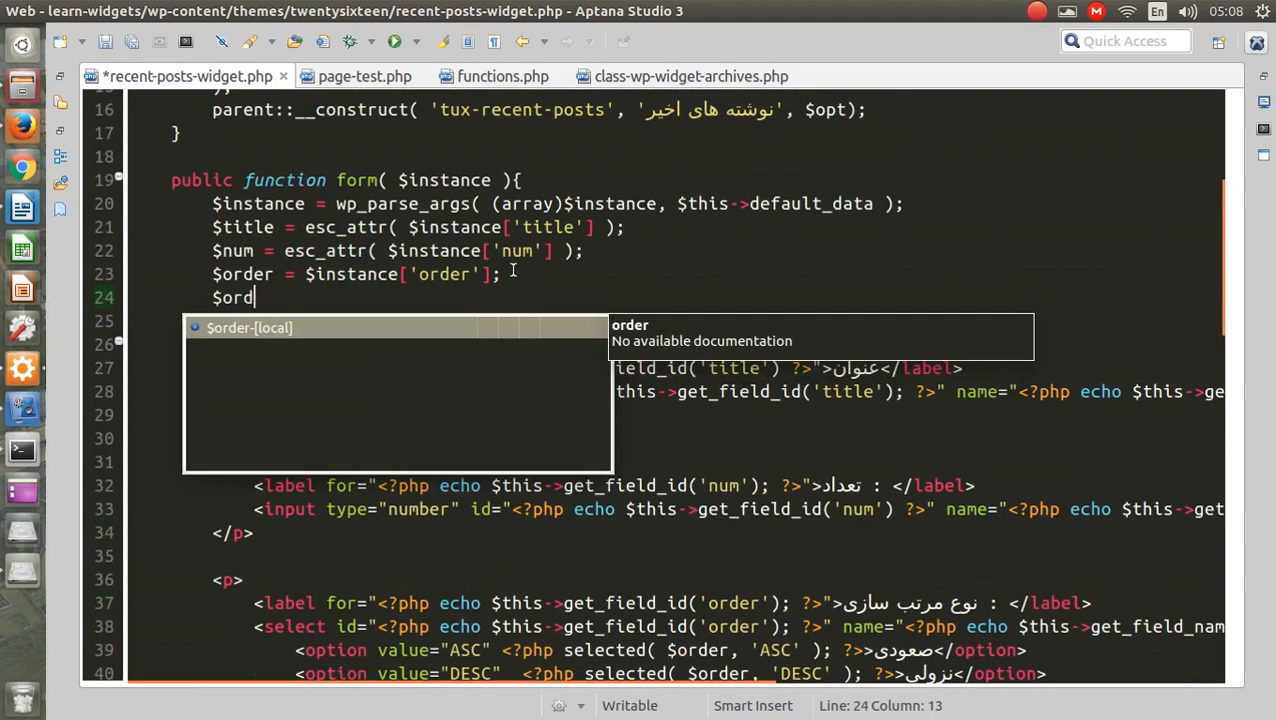 Web - learn-widgets/wp-content/themes/twentysixteen/recent-posts-widget.php - Aptana Studio 3
En 05:08
Quick Access
*recent-posts-widget.php page-test.php functions.php class-wp-widget-archives.php
16 parent::__construct( 'tux-recent-posts', 'نوشته های اخیر', $opt);
17 }
18
19 public function form( $instance ){
20 $instance = wp_parse_args( (array)$instance, $this->default_data );
21 $title = esc_attr( $instance['title'] );
22 $num = esc_attr( $instance['num'] );
23 $order = $instance['order'];
24 $ord
$order-[local]
order
No available documentation
25
26
27 field_id('title') ?>">عنوان</label>
28 this->get_field_id('title'); ?>" name="<?php echo $this->ge
29
30
31
32 <label for="<?php echo $this->get_field_id('num'); ?>">تعداد : </label>
33 <input type="number" id="<?php echo $this->get_field_id('num') ?>" name="<?php echo $this->ge
34 </p>
35
36 <p>
37 <label for="<?php echo $this->get_field_id('order'); ?>">نوع مرتب سازی : </label>
38 <select id="<?php echo $this->get_field_id('order'); ?>" name="<?php echo $this->get_field_nam
39 <option value="ASC" <?php selected( $order, 'ASC' ); ?>>صعودی</option>
40 <option value="DESC" <?php selected( $order, 'DESC' ); ?>>نزولی</option>
Writable Smart Insert Line: 24 Column: 13